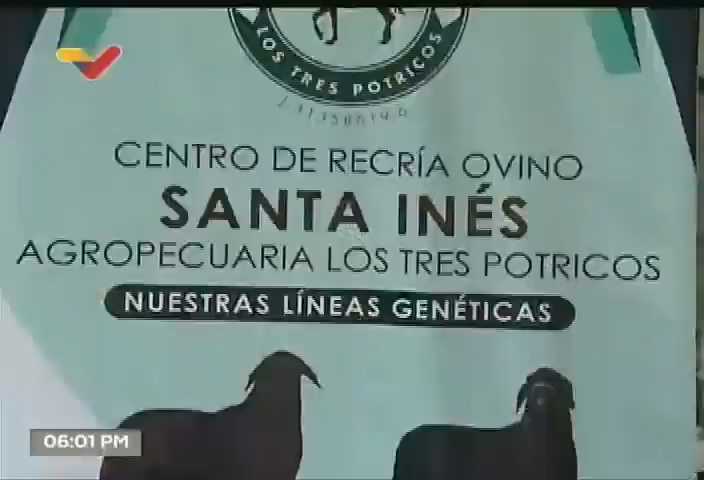 LOS TRES POTRICOS
CENTRO DE RECRÍA OVINO
SANTA INÉS
AGROPECUARIA LOS TRES POTRICOS
NUESTRAS LÍNEAS GENÉTICAS
06:01 PM